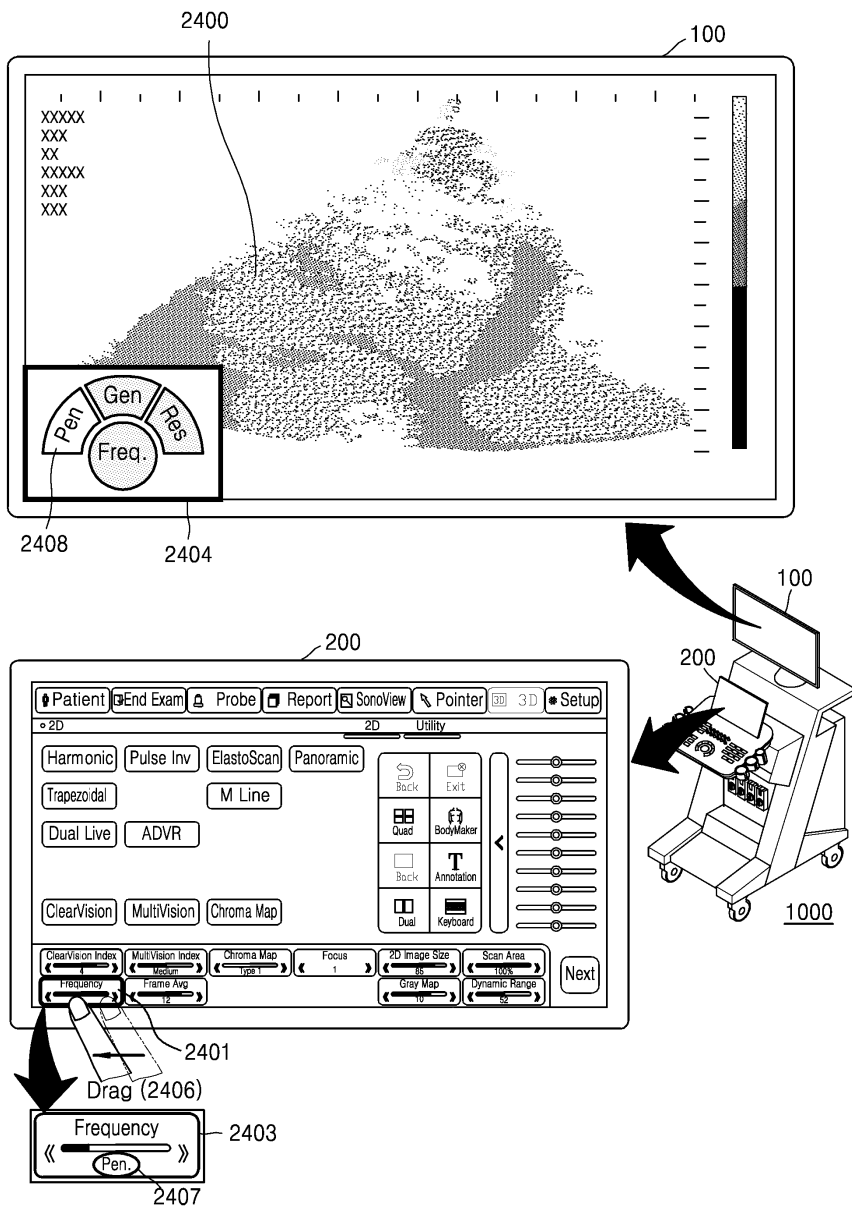 2400
100
XXXXX
XXX
XX
XXXXX
XXX
XXX
Gen
Pen
Res
Freq.
2408
2404
100
200
200
Patient End Exam Probe Report SonoView Pointer 3D 3D Setup
2D 2D Utility
Harmonic Pulse Inv ElastoScan Panoramic
Back Exit
Trapezoidal M Line
Quad BodyMaker
Dual Live ADVR
Back T Annotation
ClearVision MultiVision Chroma Map
Dual Keyboard
1000
ClearVision Index MultiVision Index Chroma Map Focus 2D Image Size Scan Area
4 Medium Type 1 1 85 100%
Next
Frequency Frame Avg Gray Map Dynamic Range
12 10 52
2401
Drag (2406)
Frequency
2403
Pen.
2407